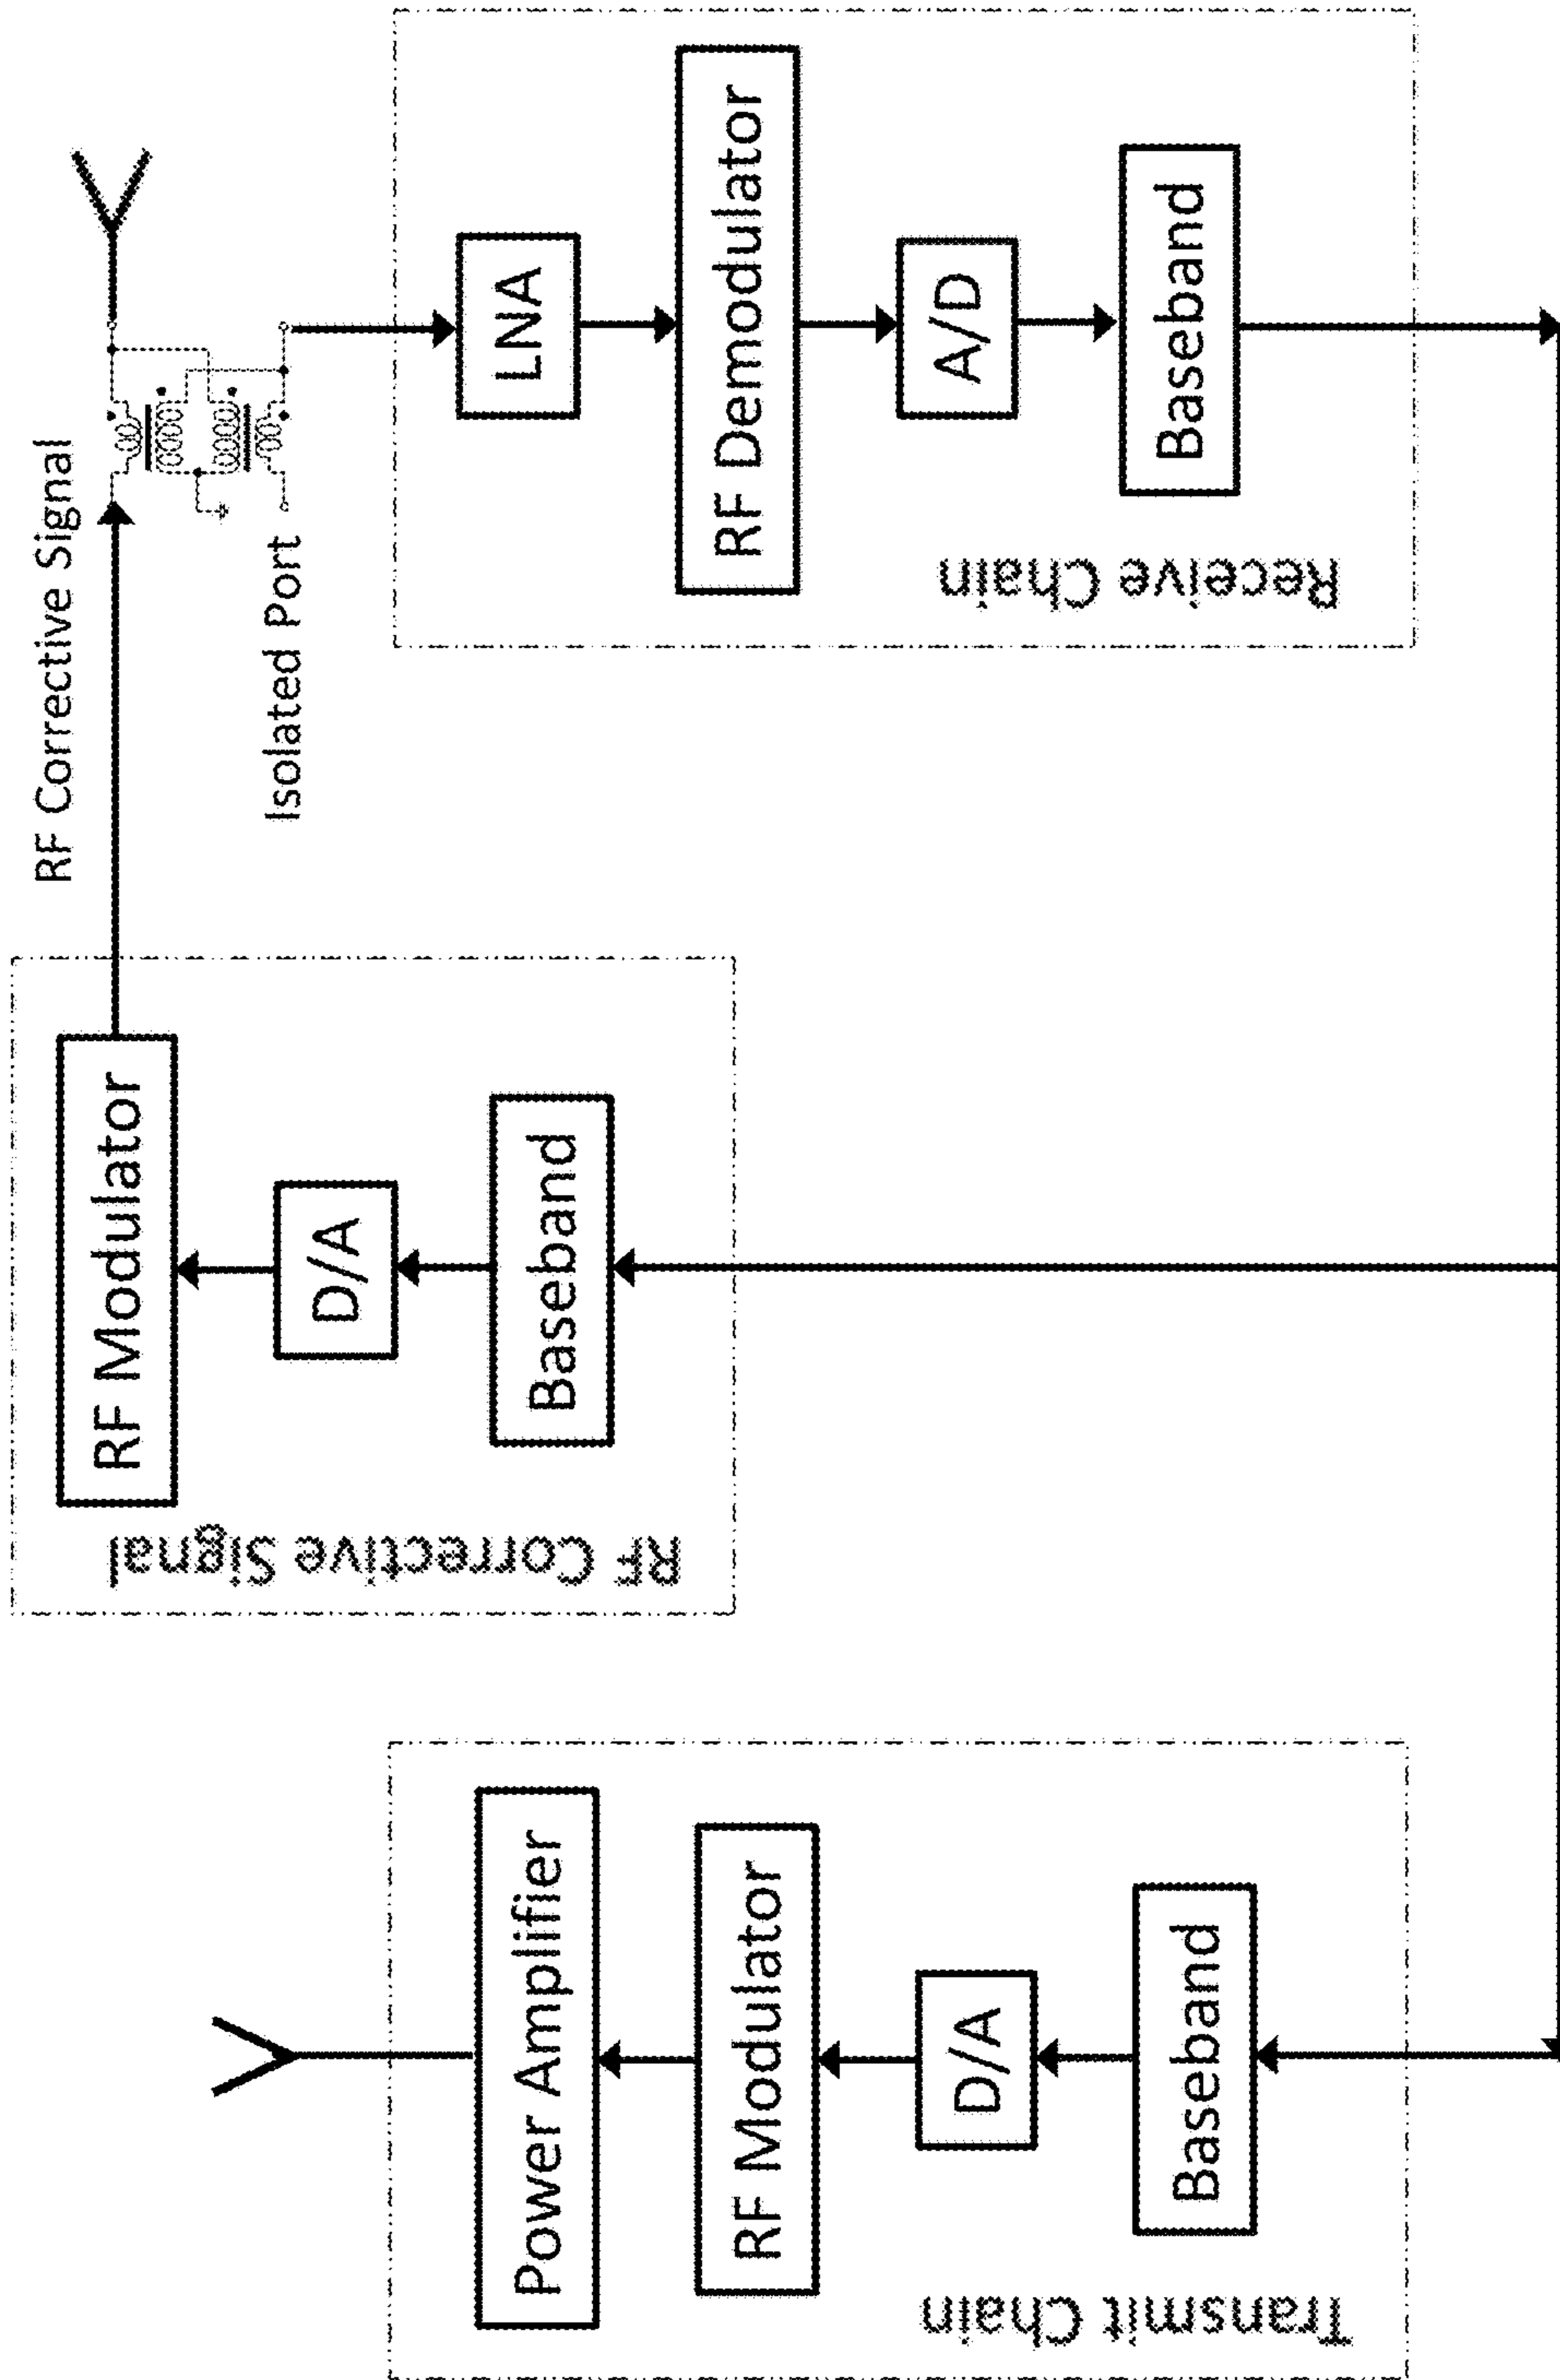 Transmit Chain
Power Amplifier
RF Modulator
D/A
Baseband
RF Corrective Signal
RF Modulator
D/A
Baseband
RF Corrective Signal
Isolated Port
Receive Chain
LNA
RF Demodulator
A/D
Baseband